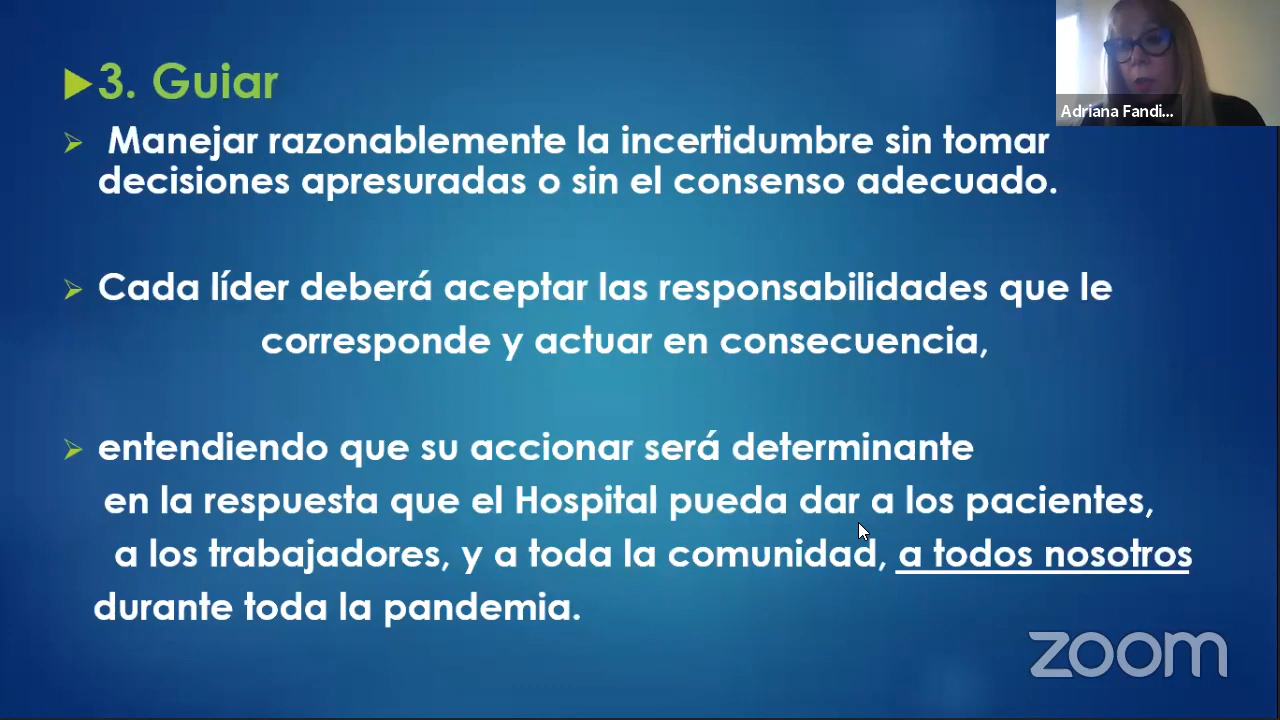 3. Guiar
Manejar razonablemente la incertidumbre sin tomar
decisiones apresuradas o sin el consenso adecuado.
Cada líder deberá aceptar las responsabilidades que le
corresponde y actuar en consecuencia,
entendiendo que su accionar será determinante
en la respuesta que el Hospital pueda dar a los pacientes,
a los trabajadores, y a toda la comunidad, a todos nosotros
durante toda la pandemia.
Adriana Fandi...
zoom